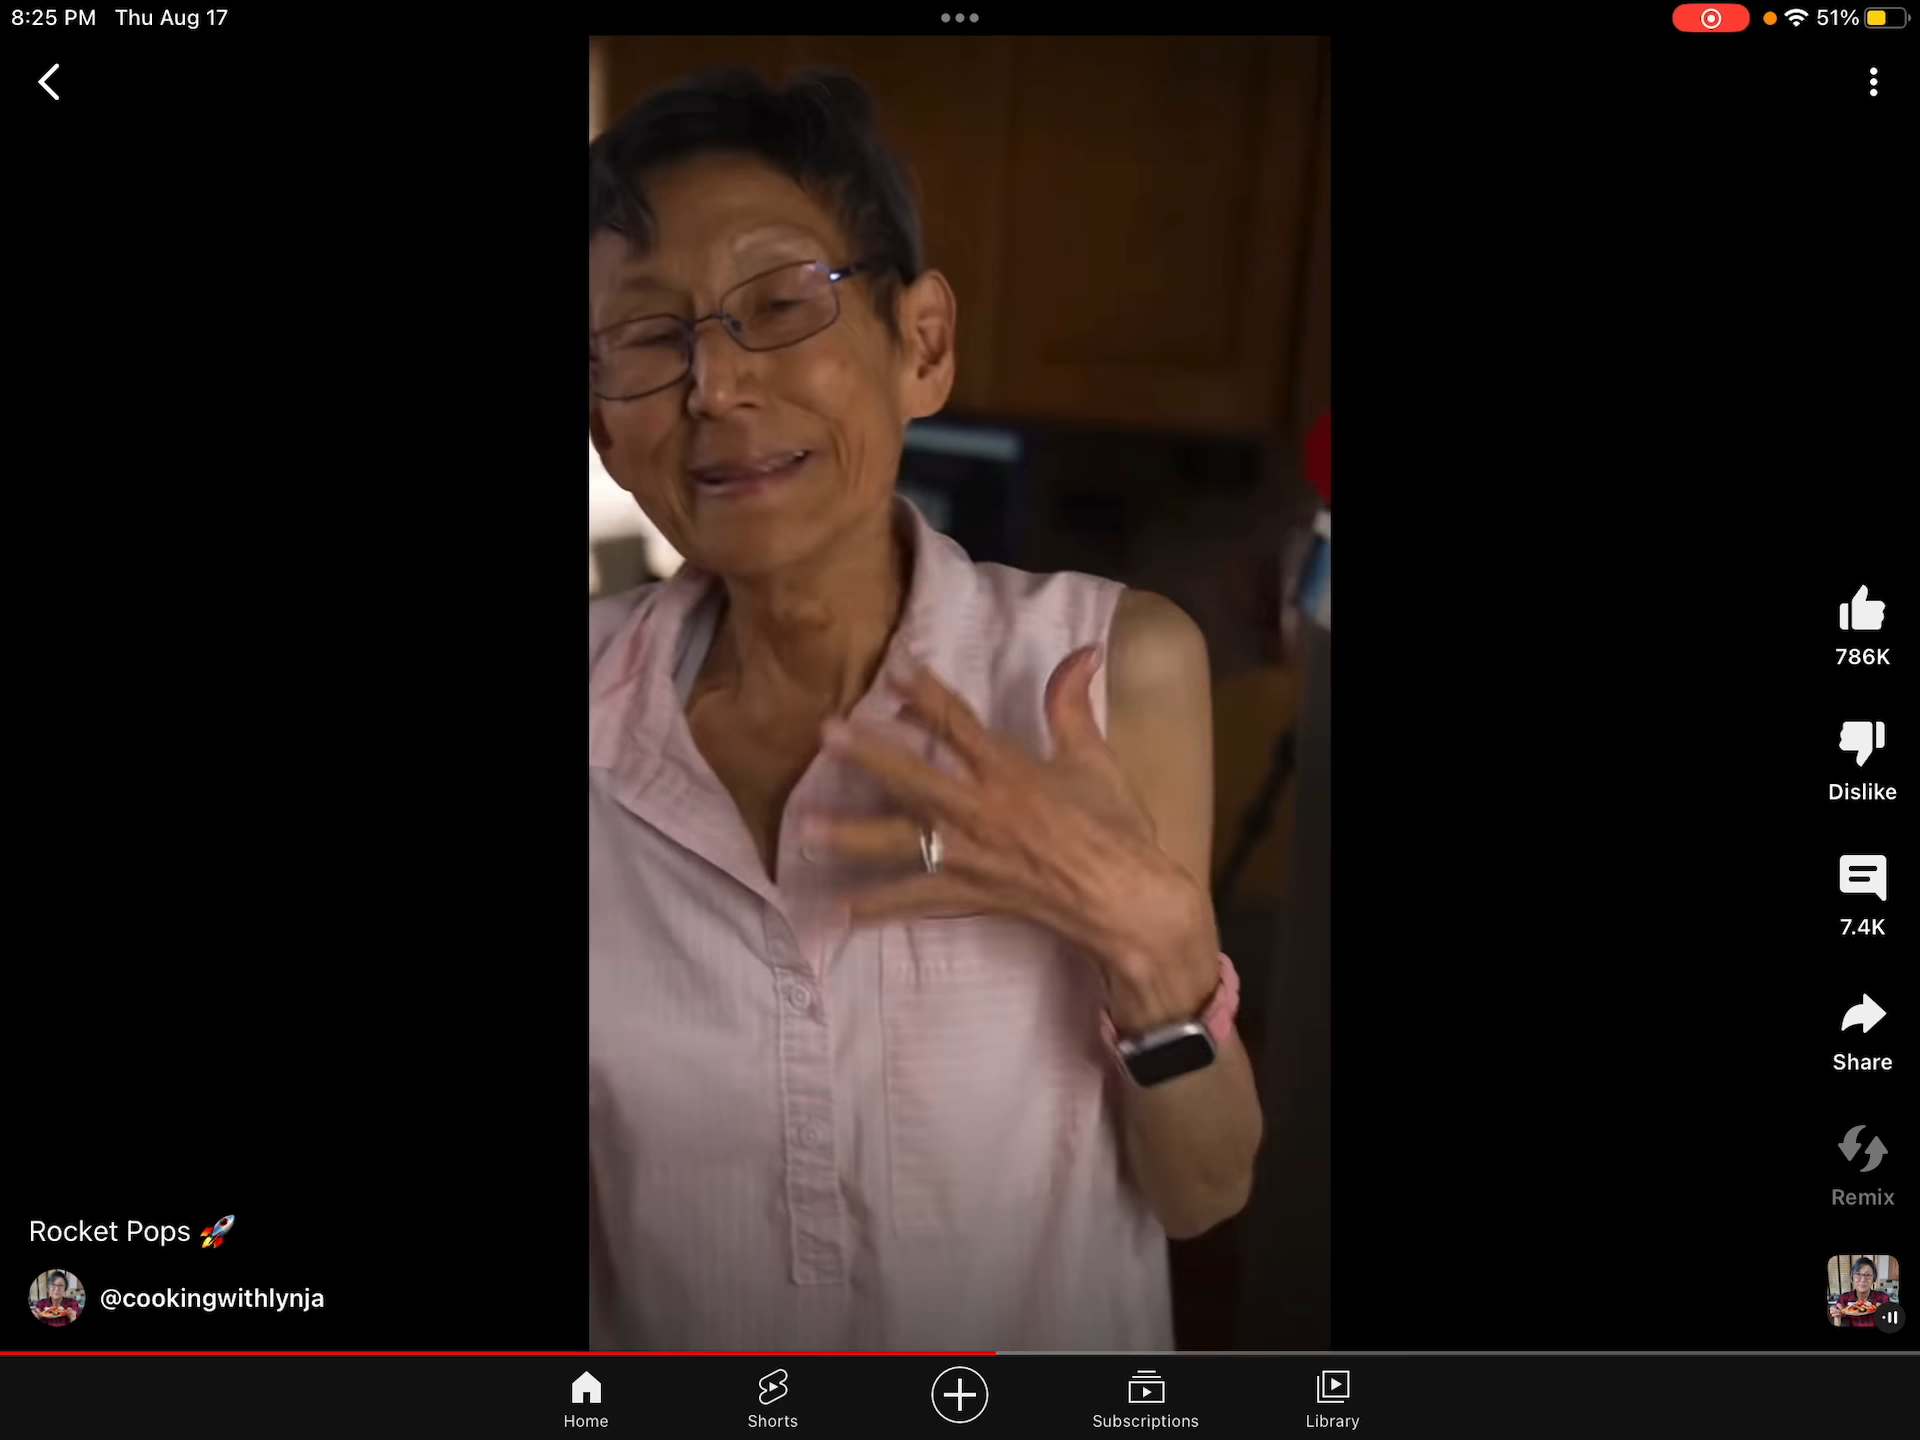 8:25 PM Thu Aug 17
51%
786K
Dislike
7.4K
Share
Remix
Rocket Pops 🚀
@cookingwithlynja
Home
Shorts
Subscriptions
Library